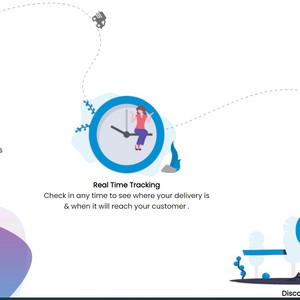 s
Real Time Tracking
Check in any time to see where your delivery is
& when it will reach your customer .
Disco